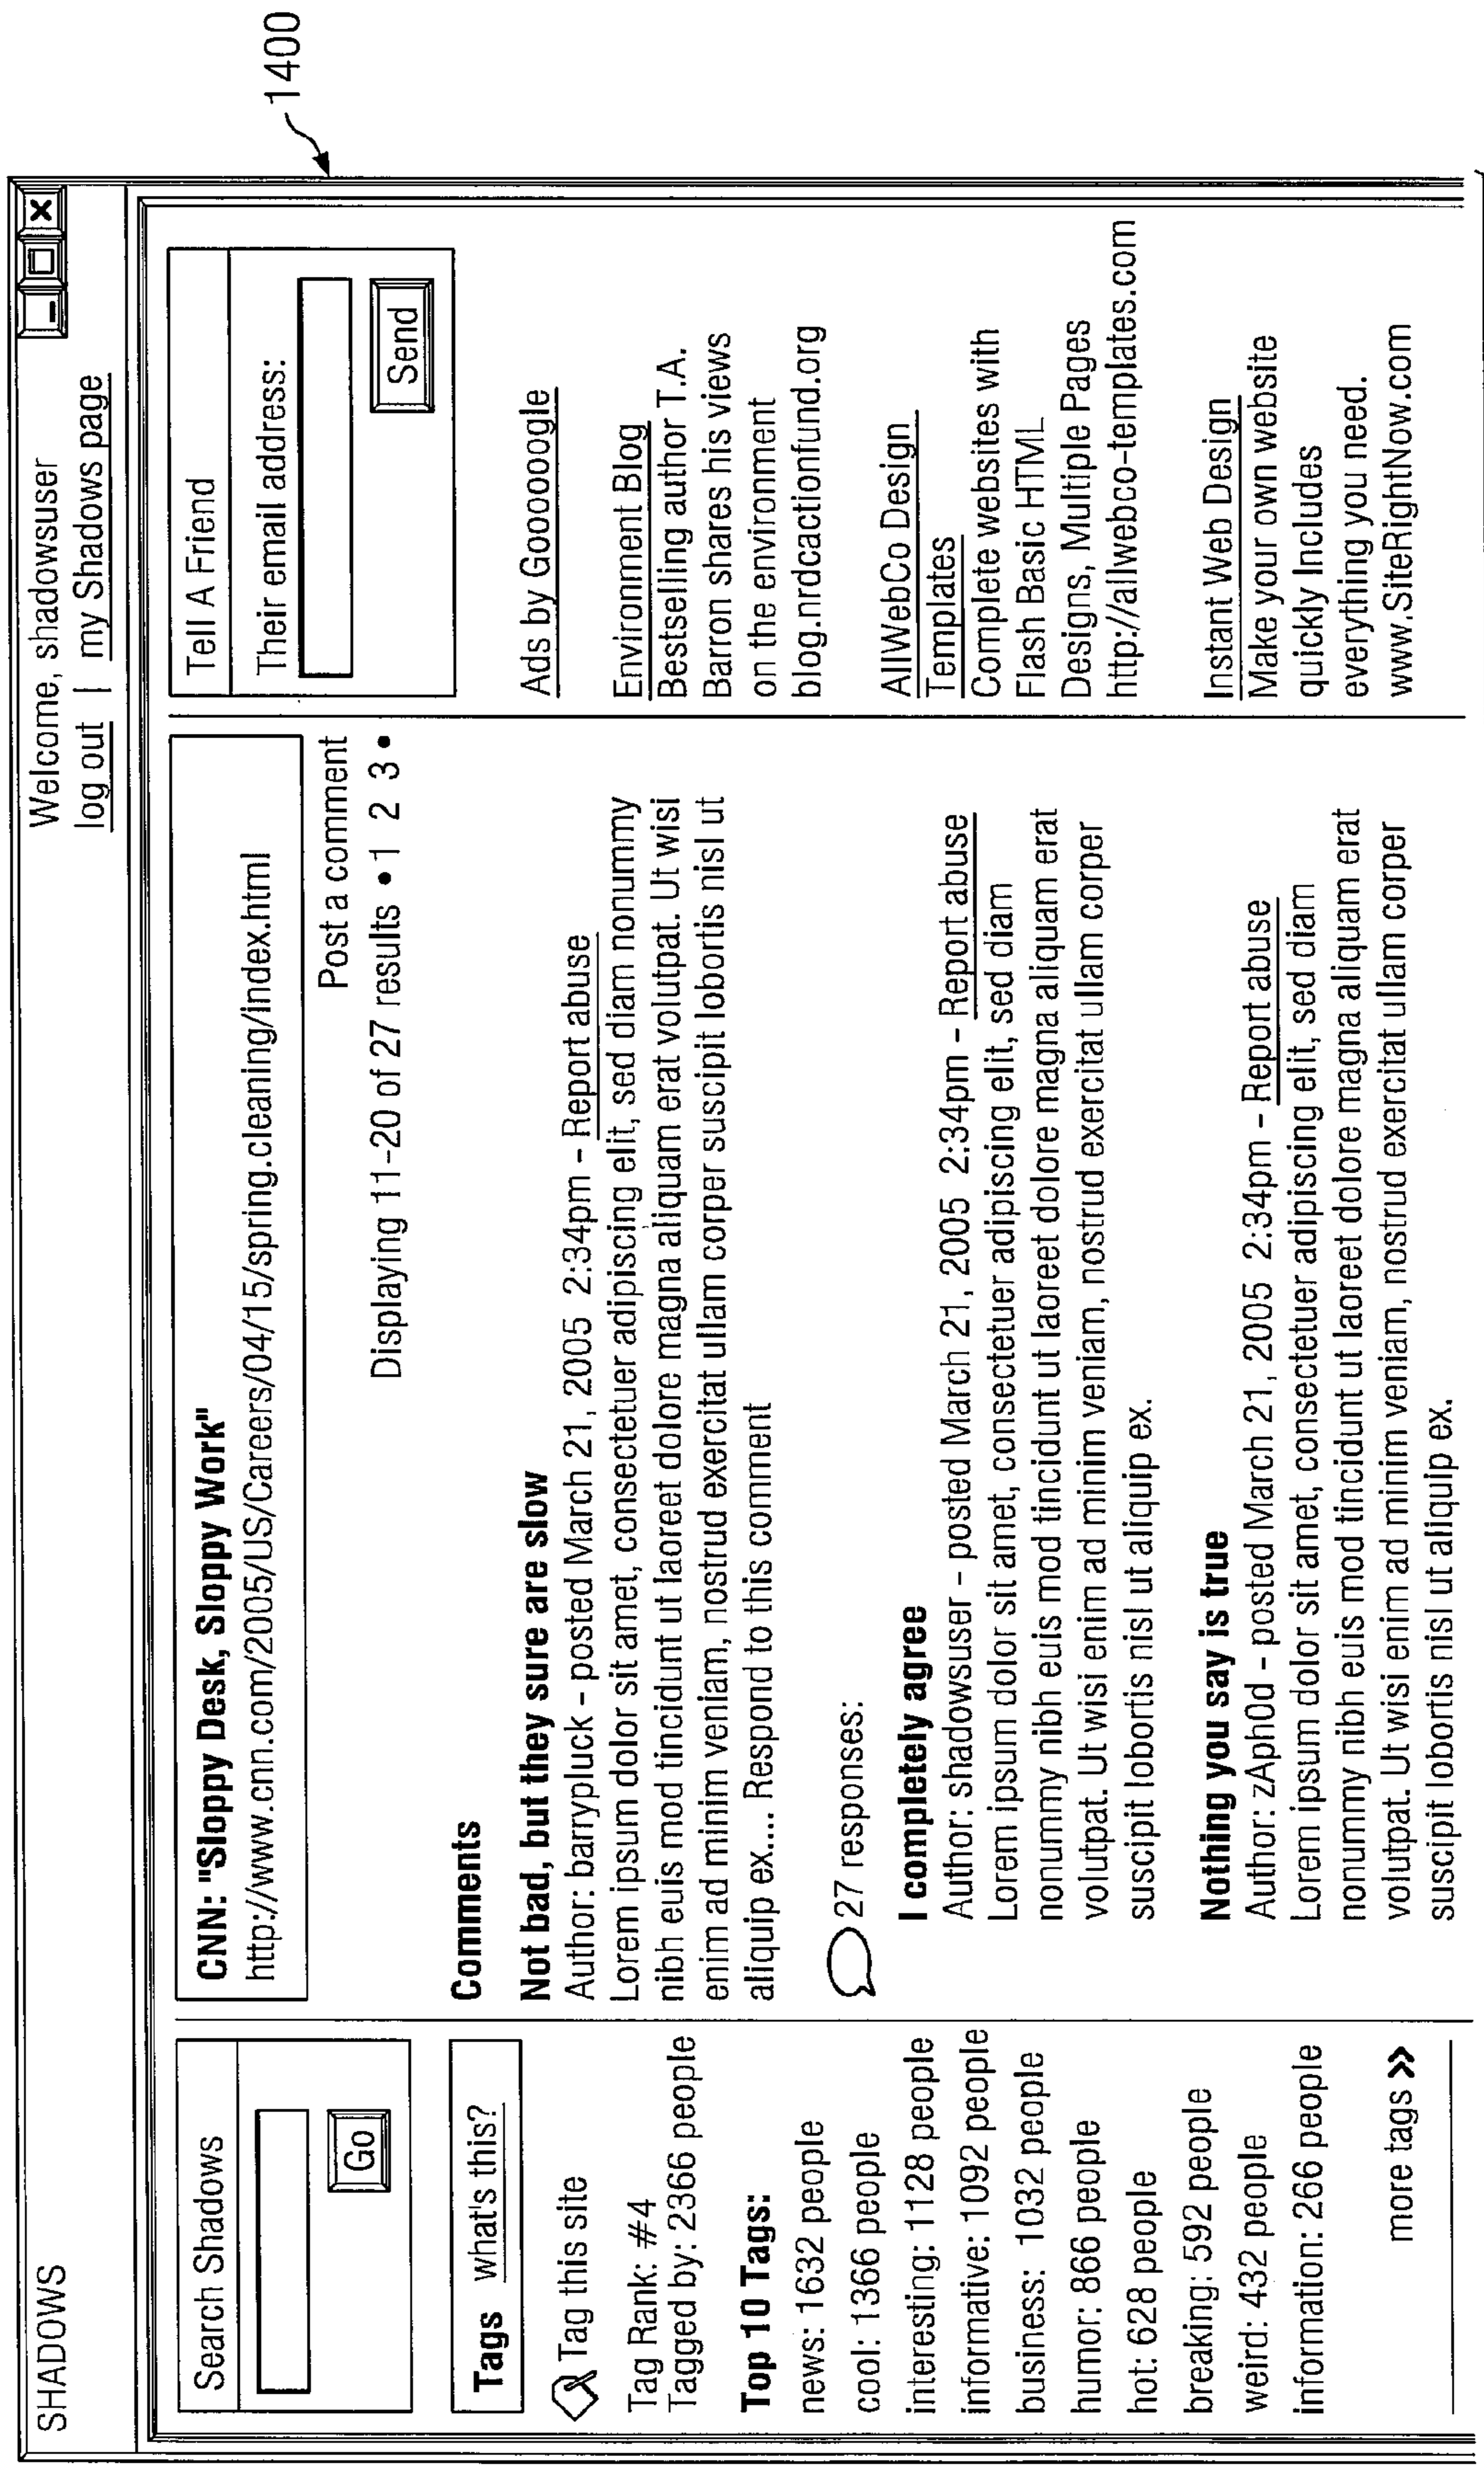 SHADOWS
Welcome, shadowsuser
log out | my Shadows page
1400
Search Shadows
Go
Tags what's this?
Tag this site
Tag Rank: #4
Tagged by: 2366 people
Top 10 Tags:
news: 1632 people
cool: 1366 people
interesting: 1128 people
informative: 1092 people
business: 1032 people
humor: 866 people
hot: 628 people
breaking: 592 people
weird: 432 people
information: 266 people
more tags »
CNN: "Sloppy Desk, Sloppy Work"
http://www.cnn.com/2005/US/Careers/04/15/spring.cleaning/index.html
Post a comment
Displaying 11-20 of 27 results • 1 2 3 •
Comments
Not bad, but they sure are slow
Author: barrypluck - posted March 21, 2005 2:34pm - Report abuse
Lorem ipsum dolor sit amet, consectetuer adipiscing elit, sed diam nonummy
nibh euis mod tincidunt ut laoreet dolore magna aliquam erat volutpat. Ut wisi
enim ad minim veniam, nostrud exercitat ullam corper suscipit lobortis nisl ut
aliquip ex.... Respond to this comment
27 responses:
I completely agree
Author: shadowsuser - posted March 21, 2005 2:34pm - Report abuse
Lorem ipsum dolor sit amet, consectetuer adipiscing elit, sed diam
nonummy nibh euis mod tincidunt ut laoreet dolore magna aliquam erat
volutpat. Ut wisi enim ad minim veniam, nostrud exercitat ullam corper
suscipit lobortis nisl ut aliquip ex.
Nothing you say is true
Author: zAph0d - posted March 21, 2005 2:34pm - Report abuse
Lorem ipsum dolor sit amet, consectetuer adipiscing elit, sed diam
nonummy nibh euis mod tincidunt ut laoreet dolore magna aliquam erat
volutpat. Ut wisi enim ad minim veniam, nostrud exercitat ullam corper
suscipit lobortis nisl ut aliquip ex.
Tell A Friend
Their email address:
Send
Ads by Goooooogle
Environment Blog
Bestselling author T.A.
Barron shares his views
on the environment
blog.nrdcactionfund.org
AllWebCo Design
Templates
Complete websites with
Flash Basic HTML
Designs, Multiple Pages
http://allwebco-templates.com
Instant Web Design
Make your own website
quickly Includes
everything you need.
www.SiteRightNow.com